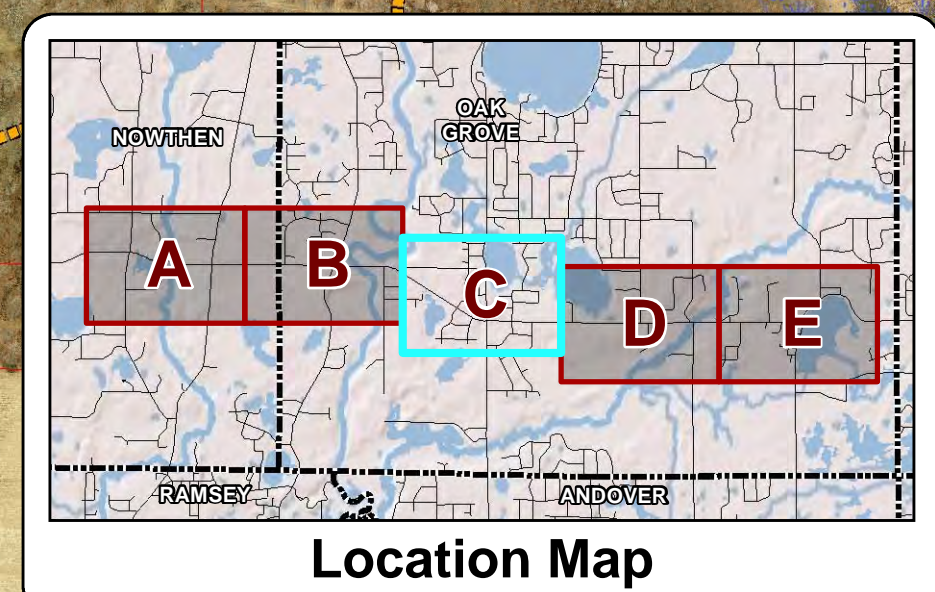 OAK
GROVE
NOWTHEN
A
B
C
D
E
RAMSEY
ANDOVER
Location Map